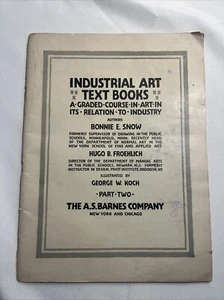 INDUSTRIAL ART
TEXT BOOKS
A·GRADED·COURSE·IN·ART·IN
ITS·RELATION·TO·INDUSTRY
AUTHORS
BONNIE E. SNOW
FORMERLY SUPERVISOR OF DRAWING IN THE PUBLIC
SCHOOLS, MINNEAPOLIS, MINN. RECENTLY HEAD
OF THE DEPARTMENT OF NORMAL ART IN THE
NEW YORK SCHOOL OF FINE AND APPLIED ART
HUGO B. FROEHLICH
DIRECTOR OF THE DEPARTMENT OF MANUAL ARTS
IN THE PUBLIC SCHOOLS, NEWARK, N.J. FORMERLY
INSTRUCTOR IN DESIGN, PRATT INSTITUTE, BROOKLYN, N.Y.
ILLUSTRATED BY
GEORGE W. KOCH
·PART·TWO·
THE A.S. BARNES COMPANY
NEW YORK AND CHICAGO